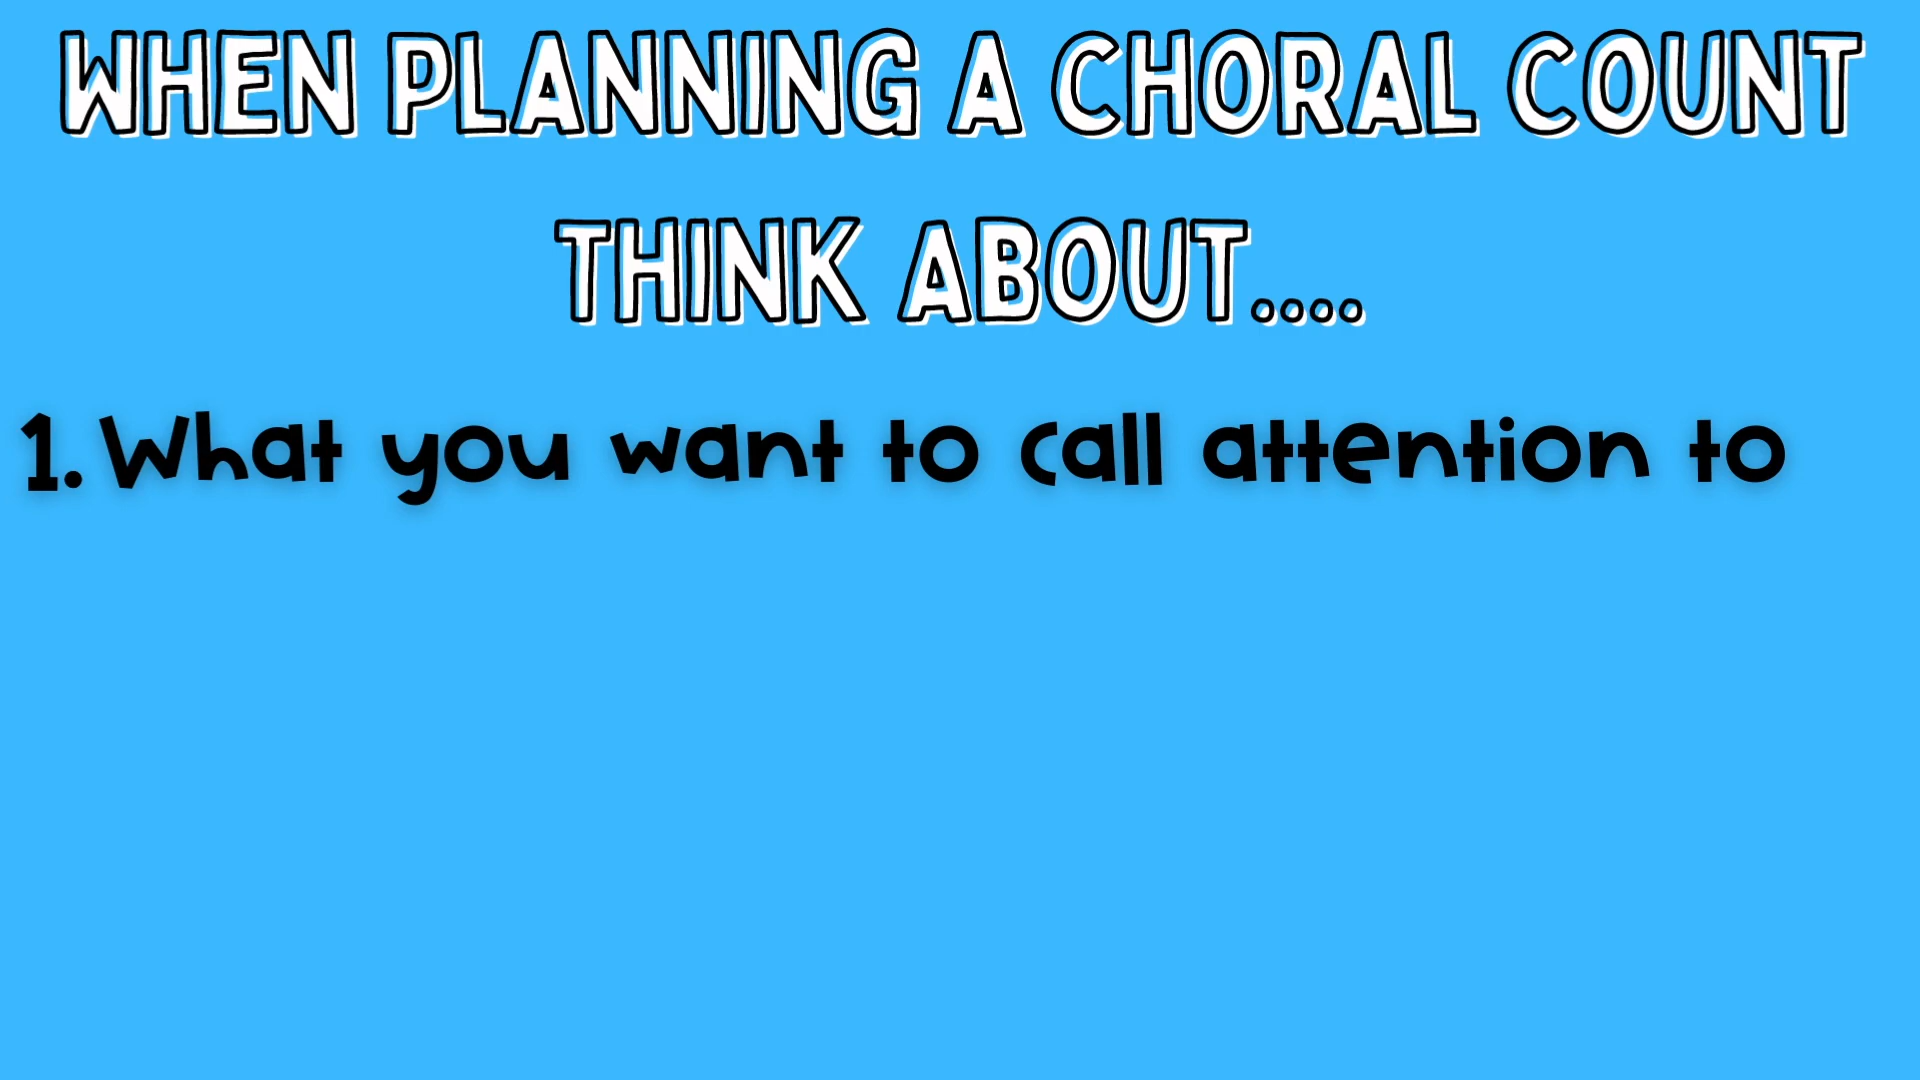 WHEN PLANNING A CHORAL COUNT
THINK ABOUT....
1. What you want to call attention to